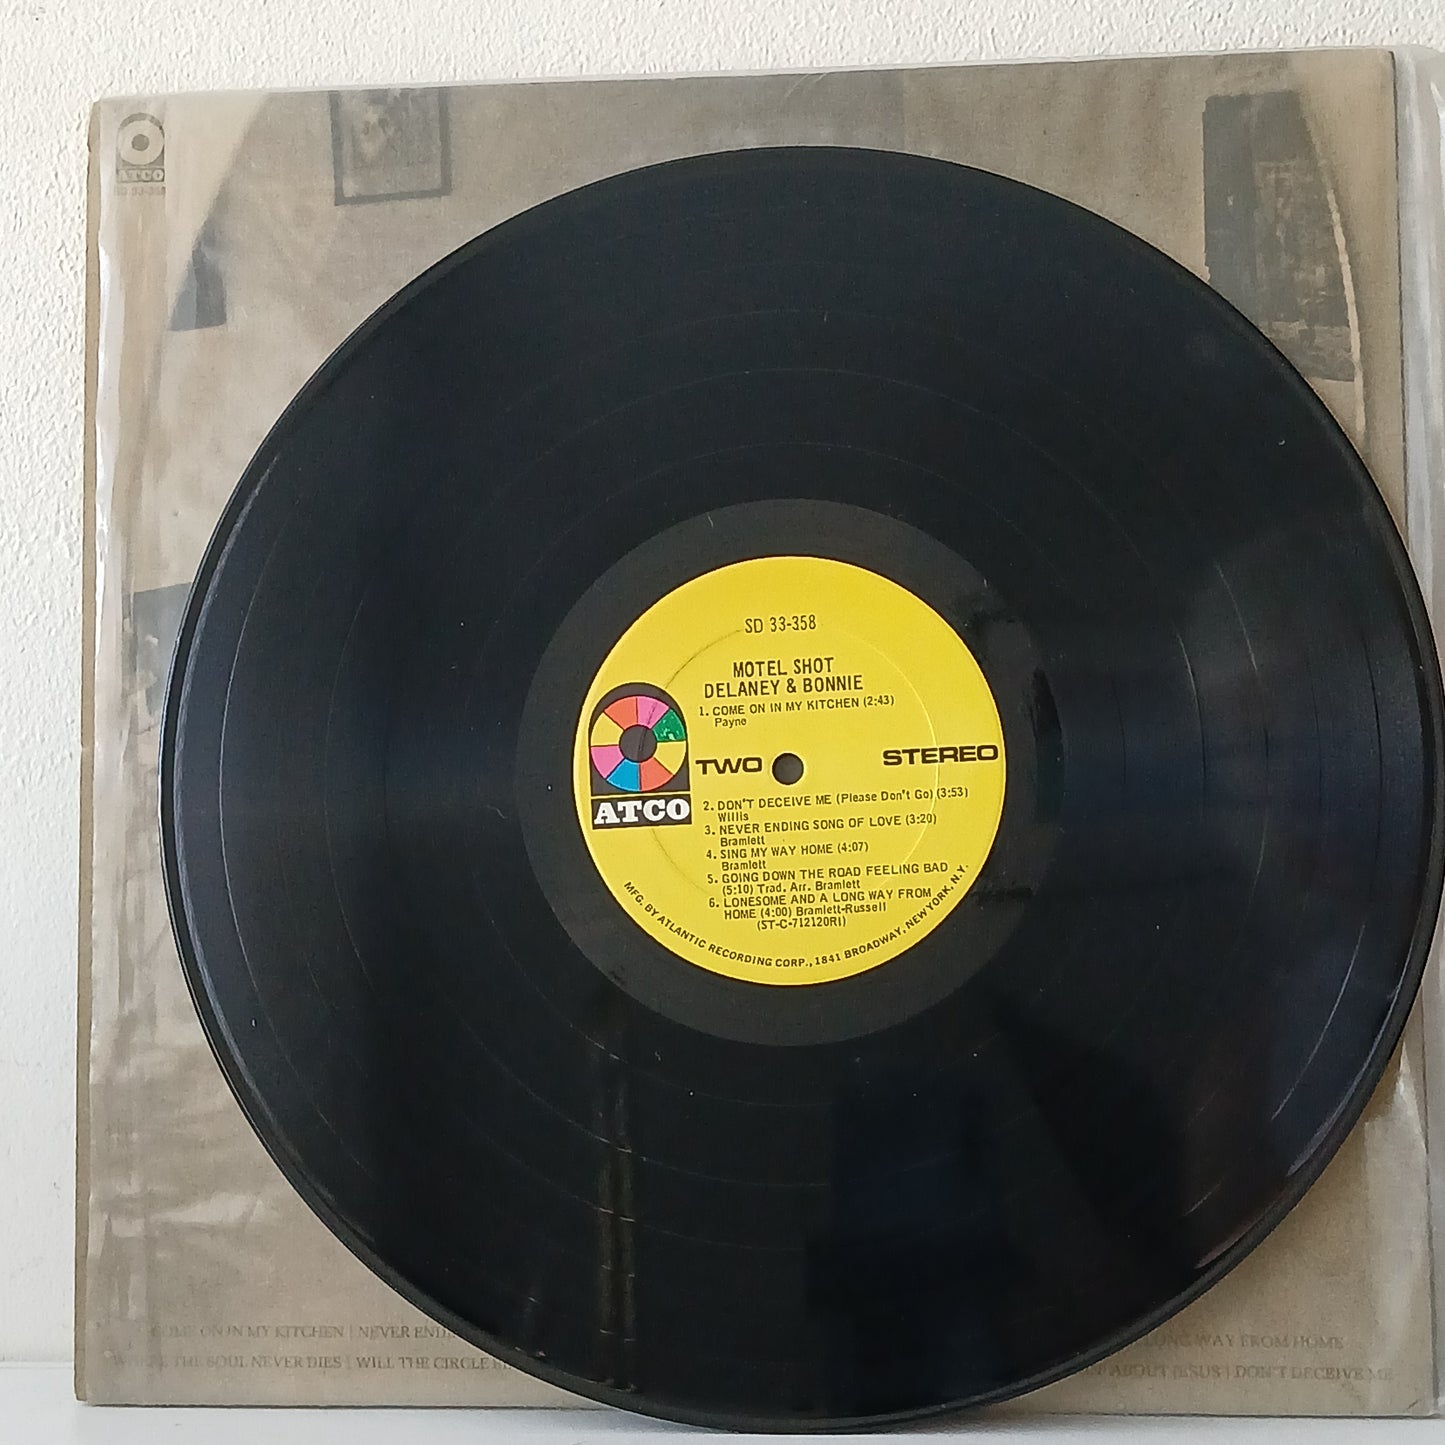 ATCO
SD 33-358
SD 33-358
MOTEL SHOT
DELANEY & BONNIE
1. COME ON IN MY KITCHEN (2:43)
Payne
TWO
STEREO
ATCO
2. DON'T DECEIVE ME (Please Don't Go) (3:53)
Willis
3. NEVER ENDING SONG OF LOVE (3:20)
Bramlett
4. SING MY WAY HOME (4:07)
Bramlett
5. GOING DOWN THE ROAD FEELING BAD
(5:10) Trad. Arr. Bramlett
6. LONESOME AND A LONG WAY FROM
HOME (4:00) Bramlett-Russell
(ST-C-712120RI)
MFG. BY ATLANTIC RECORDING CORP., 1841 BROADWAY, NEW YORK, N.Y.
COME ON IN MY KITCHEN | NEVER LONG WAY FROM HOME
WHERE THE SOUL NEVER DIES | WILL THE CIRCLE ABOUT JESUS | DON'T DECEIVE ME